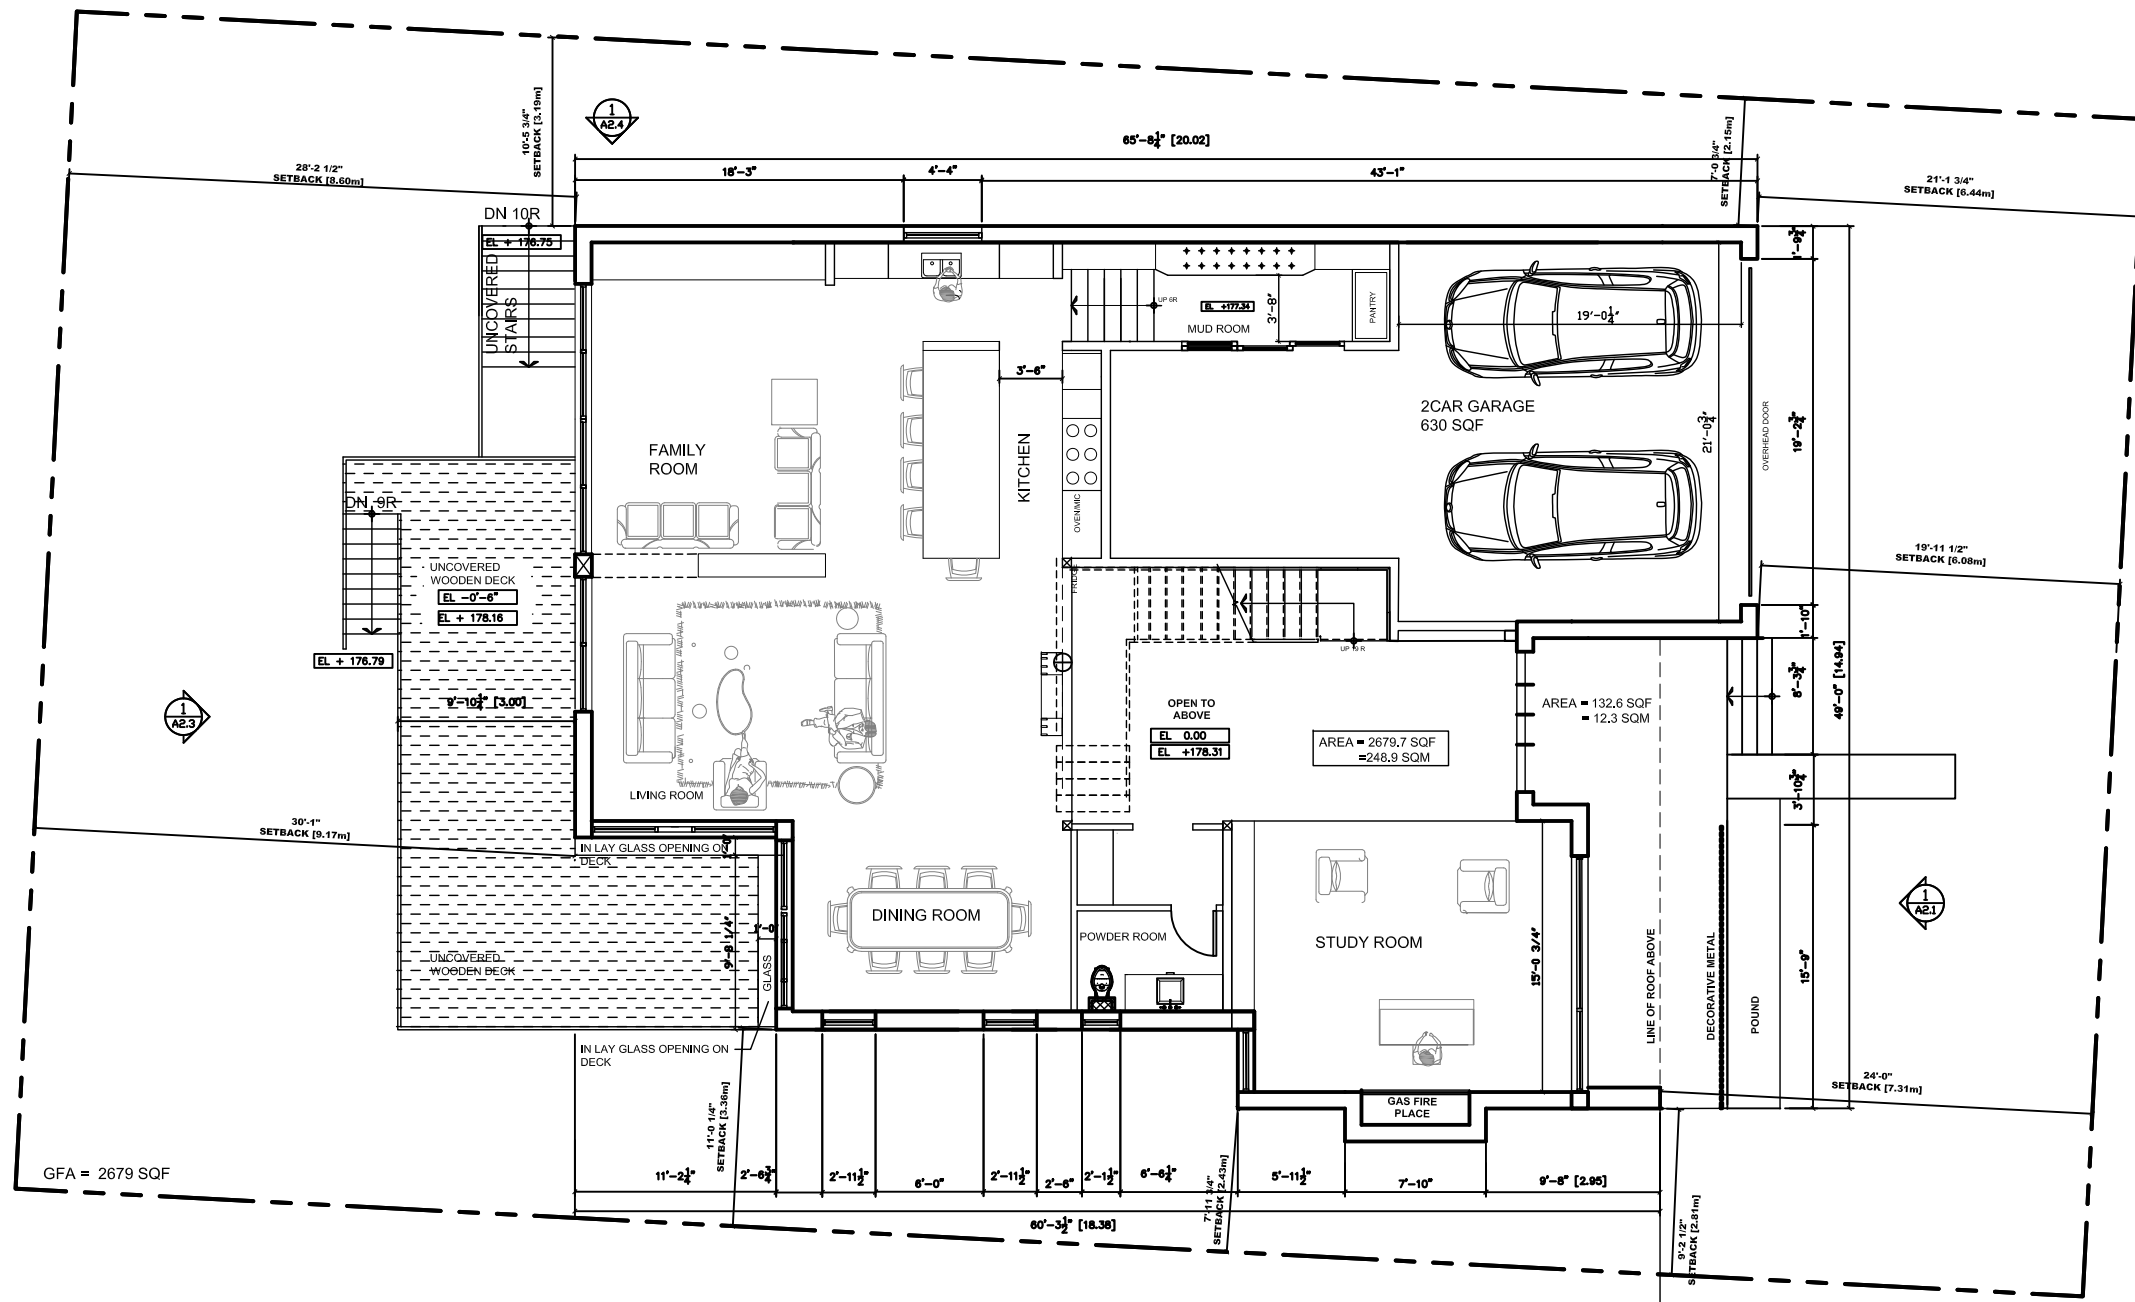 10'-5 3/4"
SETBACK [3.19m]
1
A2.4
65'-8 1/4" [20.02]
7'-0 3/4"
SETBACK [2.15m]
28'-2 1/2"
SETBACK [8.60m]
18'-3"
4'-4"
43'-1"
21'-1 3/4"
SETBACK [6.44m]
DN 10R
EL + 176.75
UNCOVERED
STAIRS
1'-9 3/4"
UP 6R
EL +177.34
MUD ROOM
3'-8"
PANTRY
19'-0 1/4"
3'-6"
2CAR GARAGE
630 SQF
21'-0 3/4"
OVERHEAD DOOR
19'-2 3/4"
FAMILY
ROOM
KITCHEN
OVEN/MIC
DN 9R
UNCOVERED
WOODEN DECK
EL -0'-6"
EL + 178.16
FRIDGE
19'-11 1/2"
SETBACK [6.08m]
1'-10"
EL + 176.79
UP 19 R
1
A2.3
9'-10 1/4" [3.00]
OPEN TO
ABOVE
EL 0.00
EL +178.31
AREA = 2679.7 SQF
=248.9 SQM
AREA = 132.6 SQF
= 12.3 SQM
8'-3 3/4"
49'-0" [14.94]
LIVING ROOM
3'-10 3/4"
30'-1"
SETBACK [9.17m]
IN LAY GLASS OPENING ON
DECK
1'-0"
DINING ROOM
1'-0"
9'-8 1/4"
GLASS
UNCOVERED
WOODEN DECK
POWDER ROOM
STUDY ROOM
15'-0 3/4"
LINE OF ROOF ABOVE
DECORATIVE METAL
POUND
15'-9"
1
A2.1
IN LAY GLASS OPENING ON
DECK
GAS FIRE
PLACE
24'-0"
SETBACK [7.31m]
11'-0 1/4"
SETBACK [3.36m]
GFA = 2679 SQF
11'-2 1/4"
2'-6 3/4"
2'-11 1/2"
6'-0"
2'-11 1/2"
2'-6"
2'-1 1/2"
6'-6 1/4"
7'-11 3/4"
SETBACK [2.43m]
5'-11 1/2"
7'-10"
9'-8" [2.95]
60'-3 1/2" [18.38]
9'-2 1/2"
SETBACK [2.81m]